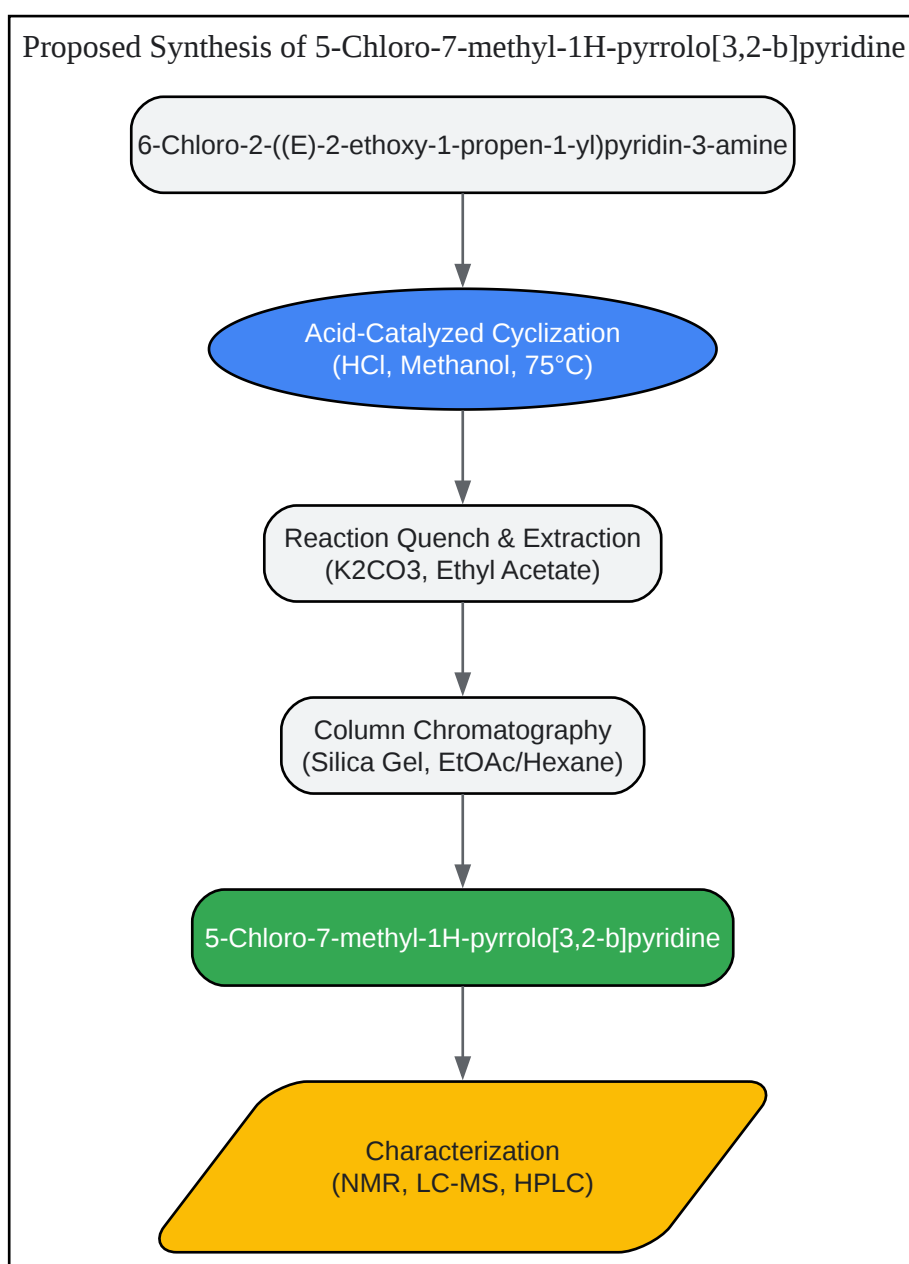 Proposed Synthesis of 5-Chloro-7-methyl-1H-pyrrolo[3,2-b]pyridine
6-Chloro-2-((E)-2-ethoxy-1-propen-1-yl)pyridin-3-amine
Acid-Catalyzed Cyclization
(HCl, Methanol, 75°C)
Reaction Quench & Extraction
(K2CO3, Ethyl Acetate)
Column Chromatography
(Silica Gel, EtOAc/Hexane)
5-Chloro-7-methyl-1H-pyrrolo[3,2-b]pyridine
Characterization
(NMR, LC-MS, HPLC)